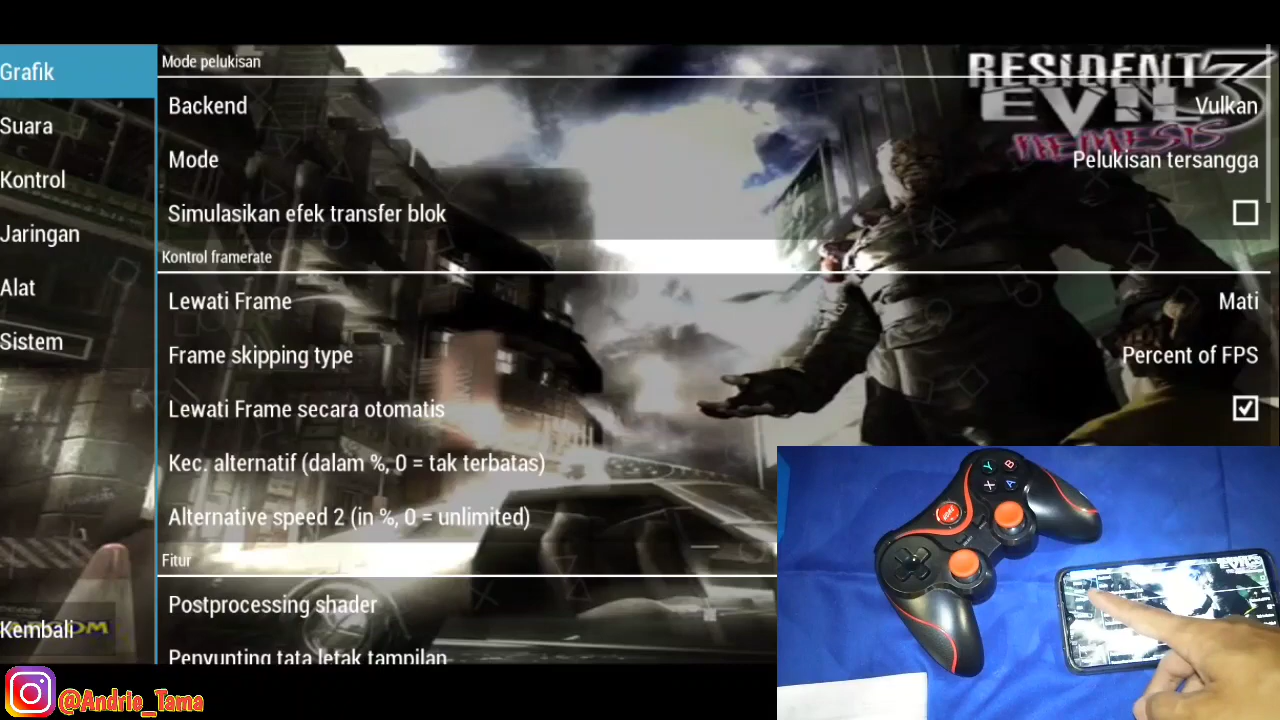 Grafik
Suara
Kontrol
Jaringan
Alat
Sistem
Kembali
CAPCOM
RESIDENT
EVIL 3
NEMESIS
Mode pelukisan
Backend Vulkan
Mode Pelukisan tersangga
Simulasikan efek transfer blok
Kontrol framerate
Lewati Frame Mati
Frame skipping type Percent of FPS
Lewati Frame secara otomatis
Kec. alternatif (dalam %, 0 = tak terbatas)
Alternative speed 2 (in %, 0 = unlimited)
Fitur
Postprocessing shader
Penyunting tata letak tampilan
Y
B
X
A
@Andrie_Tama